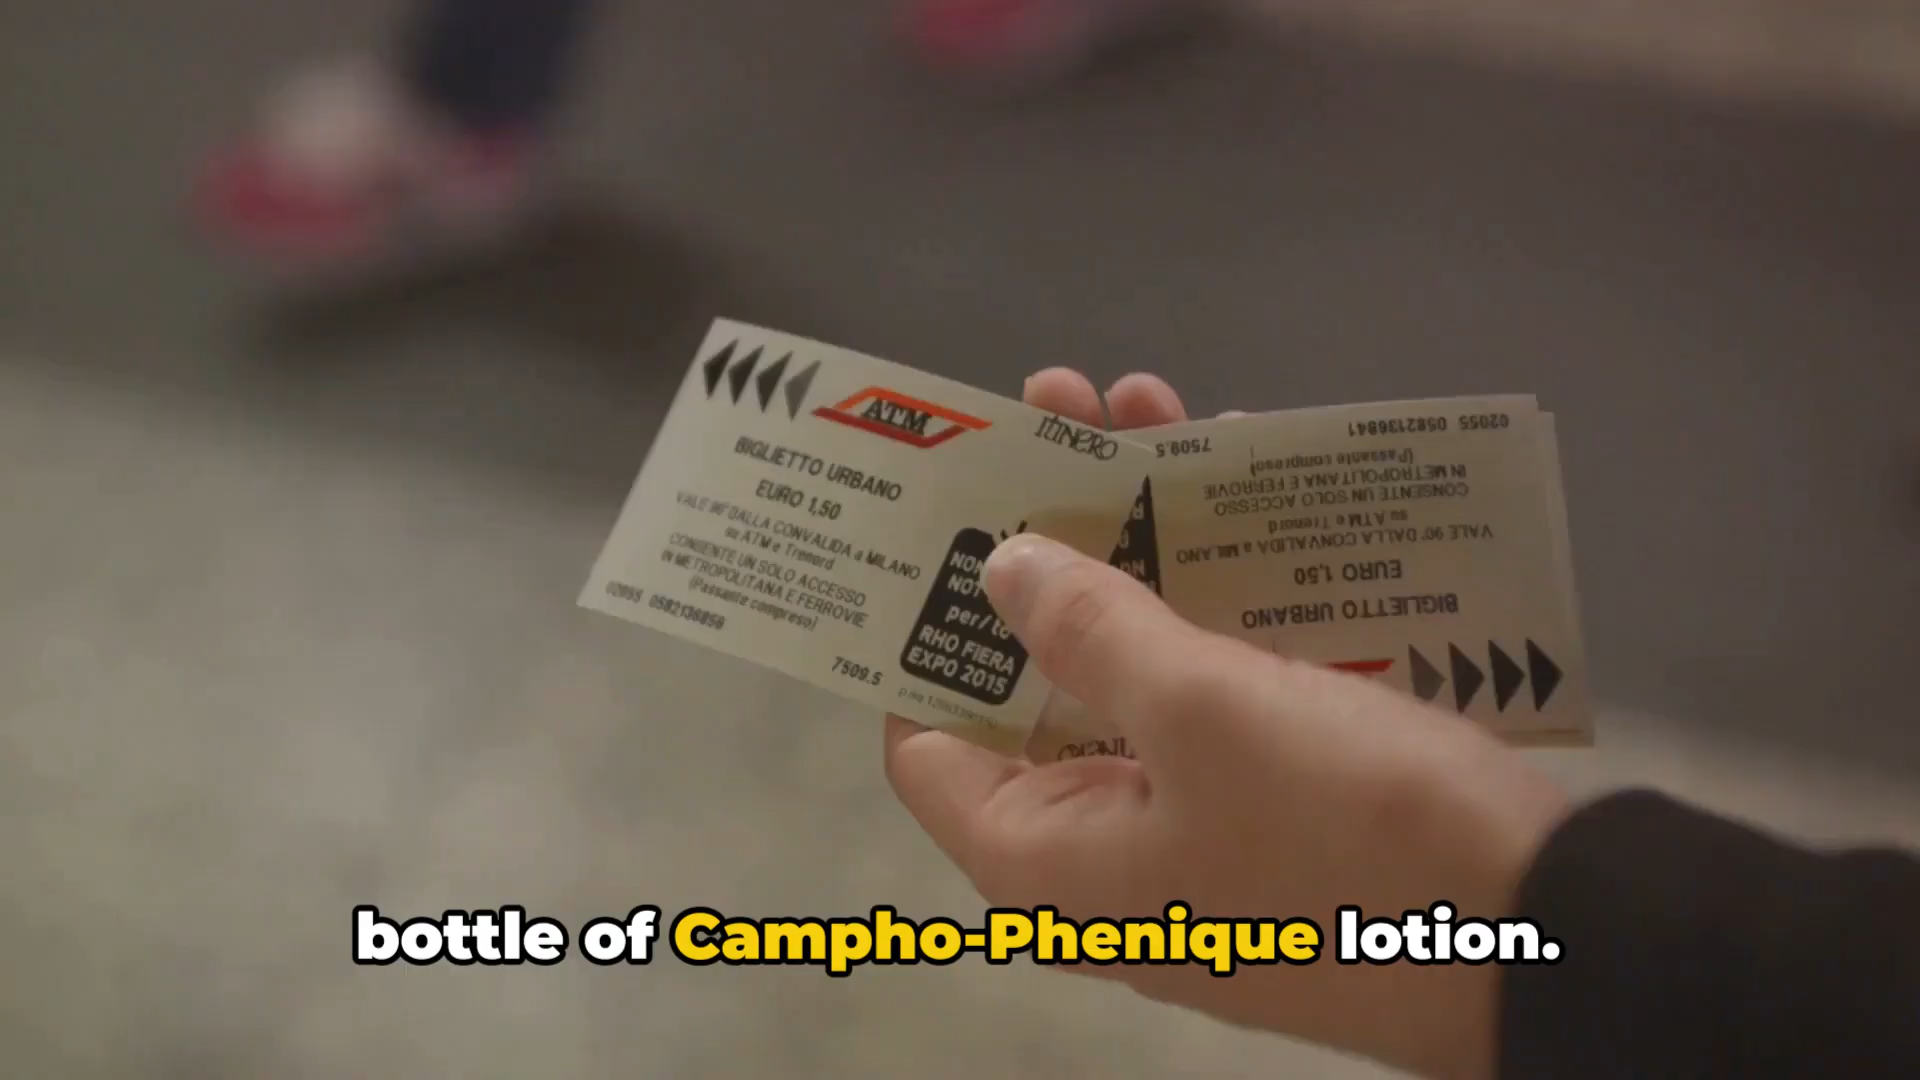 ATM
ITINERO
BIGLIETTO URBANO
EURO 1,50
VALE 90' DALLA CONVALIDA a MILANO
su ATM e Trenord
CONSENTE UN SOLO ACCESSO
IN METROPOLITANA E FERROVIE
(Passante compreso)
02055 0582136858
7509.5
per/to
RHO FIERA
EXPO 2015
02055 0582136841
7509.5
(Passante compreso)
IN METROPOLITANA E FERROVIE
CONSENTE UN SOLO ACCESSO
su ATM e Trenord
VALE 90' DALLA CONVALIDA a MILANO
EURO 1,50
BIGLIETTO URBANO
bottle of Campho-Phenique lotion.